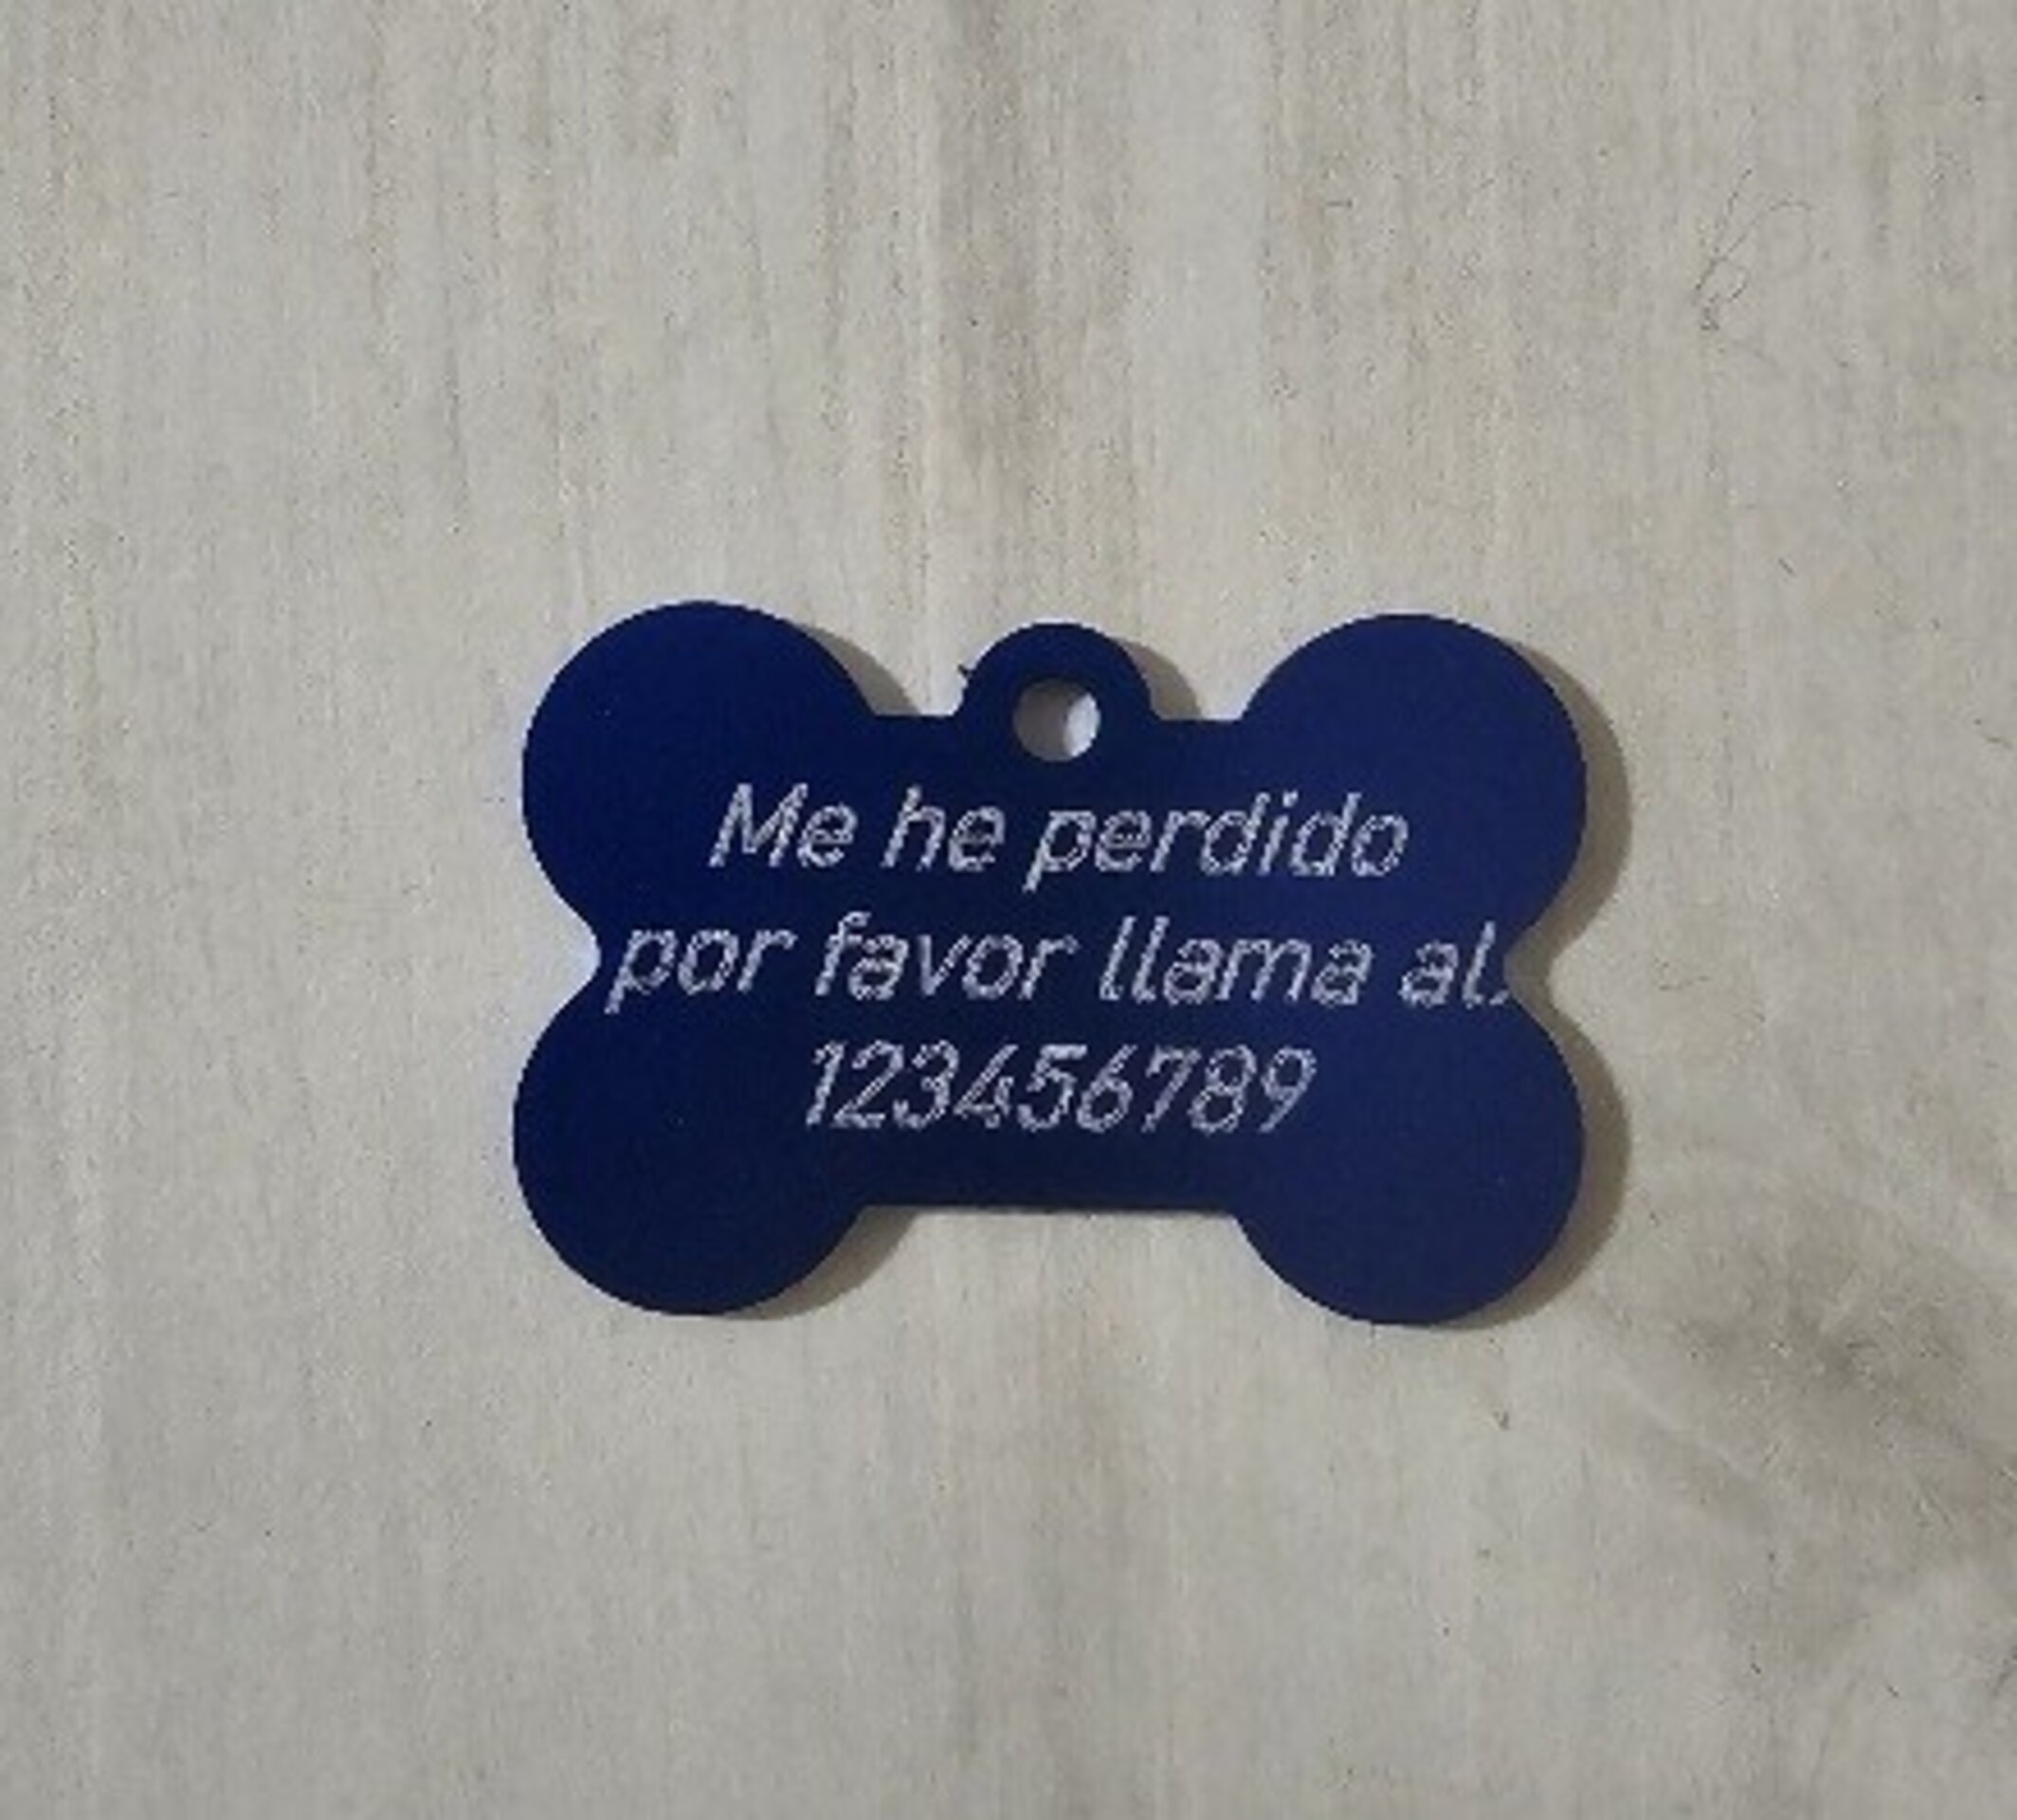 Me he perdido
por favor llama al.
123456789